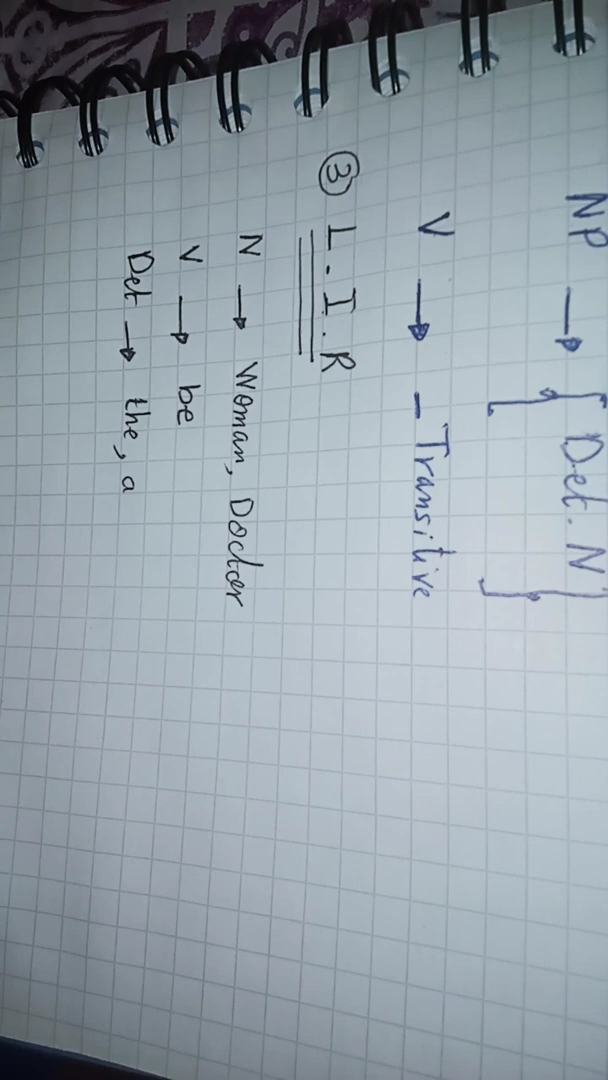 NP → { Det. N }
V → - Transitive
③ L.I.R
N → Woman, Doctor
V → be
Det → the, a